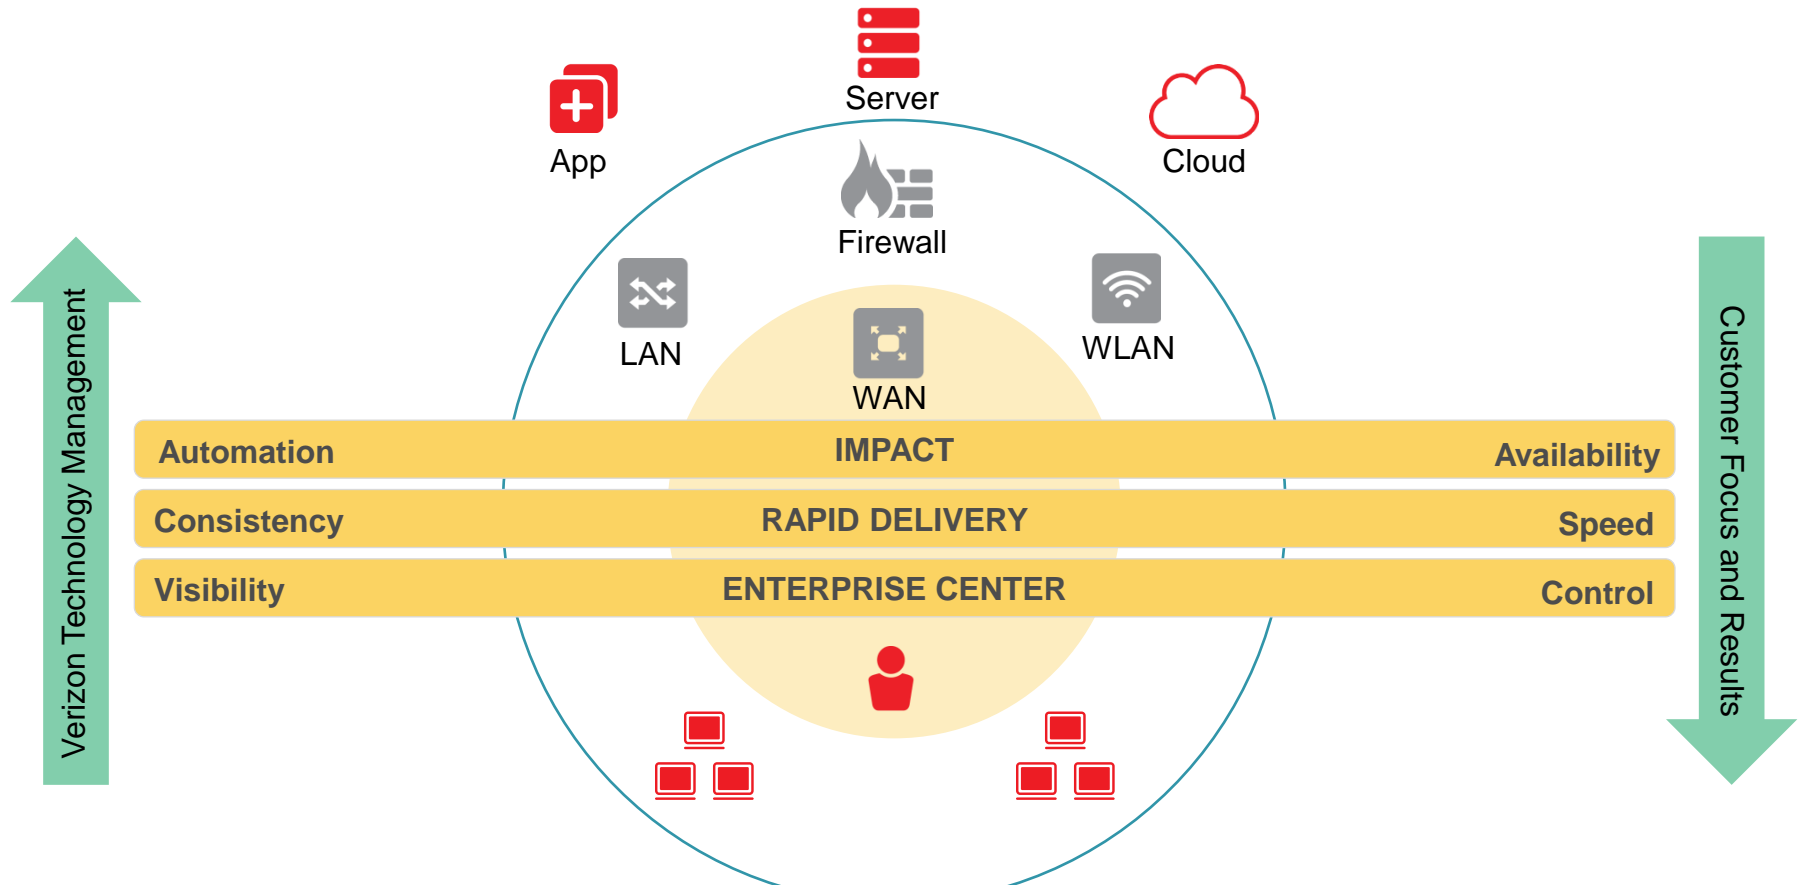 Server
App
Cloud
Firewall
LAN
WLAN
WAN
Verizon Technology Management
Customer Focus and Results
Automation
IMPACT
Availability
Consistency
RAPID DELIVERY
Speed
Visibility
ENTERPRISE CENTER
Control